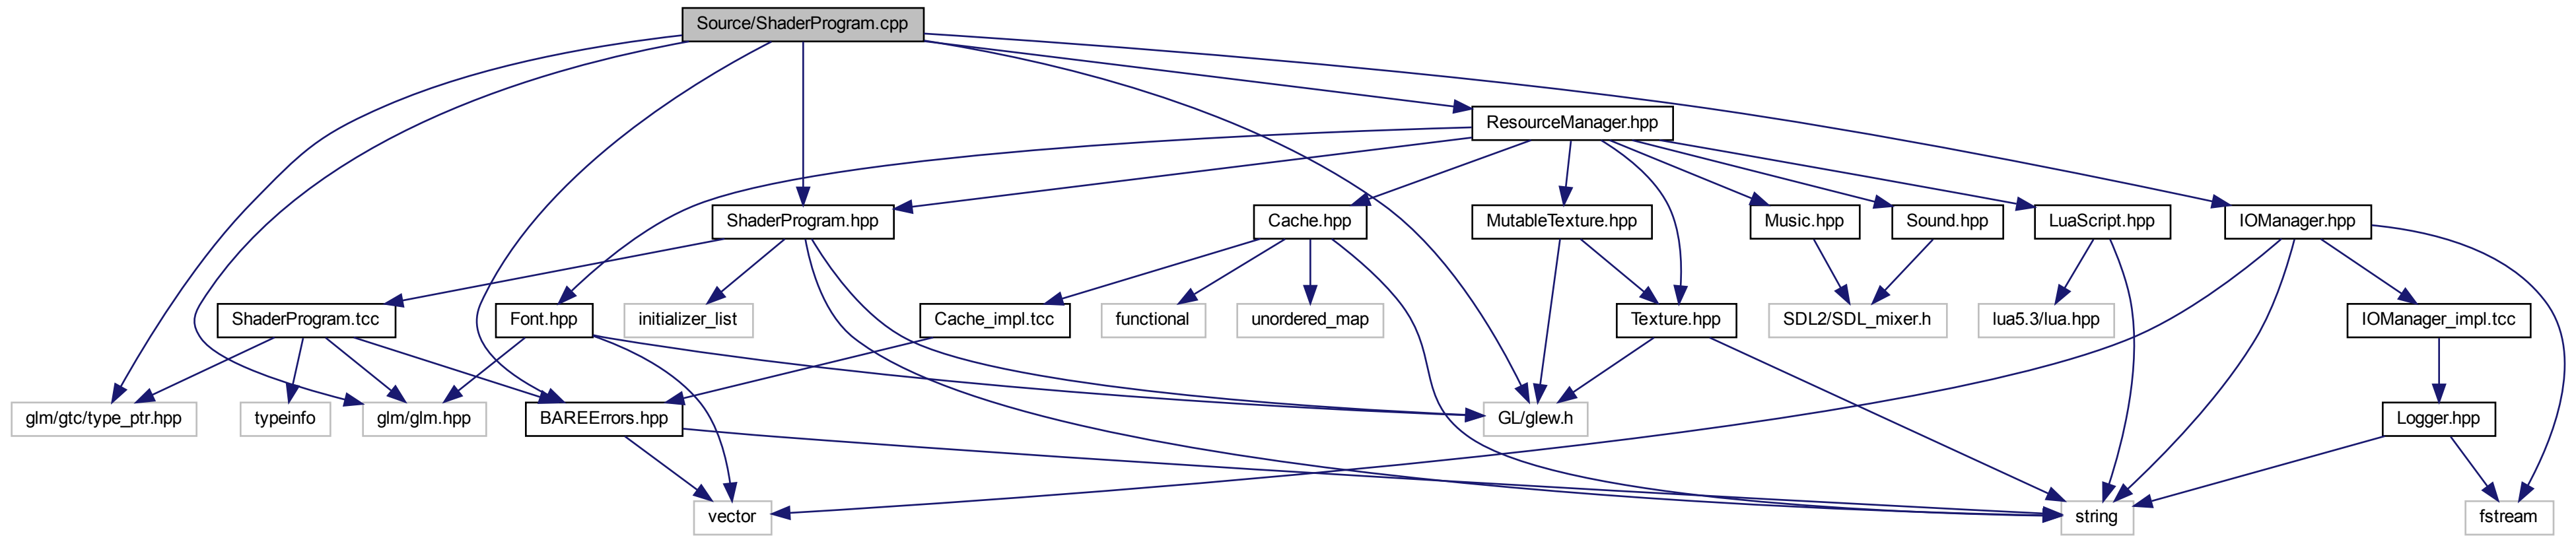 Source/ShaderProgram.cpp
ResourceManager.hpp
ShaderProgram.hpp
Cache.hpp
MutableTexture.hpp
Music.hpp
Sound.hpp
LuaScript.hpp
IOManager.hpp
ShaderProgram.tcc
Font.hpp
initializer_list
Cache_impl.tcc
functional
unordered_map
Texture.hpp
SDL2/SDL_mixer.h
lua5.3/lua.hpp
IOManager_impl.tcc
glm/gtc/type_ptr.hpp
typeinfo
glm/glm.hpp
BAREErrors.hpp
GL/glew.h
Logger.hpp
vector
string
fstream